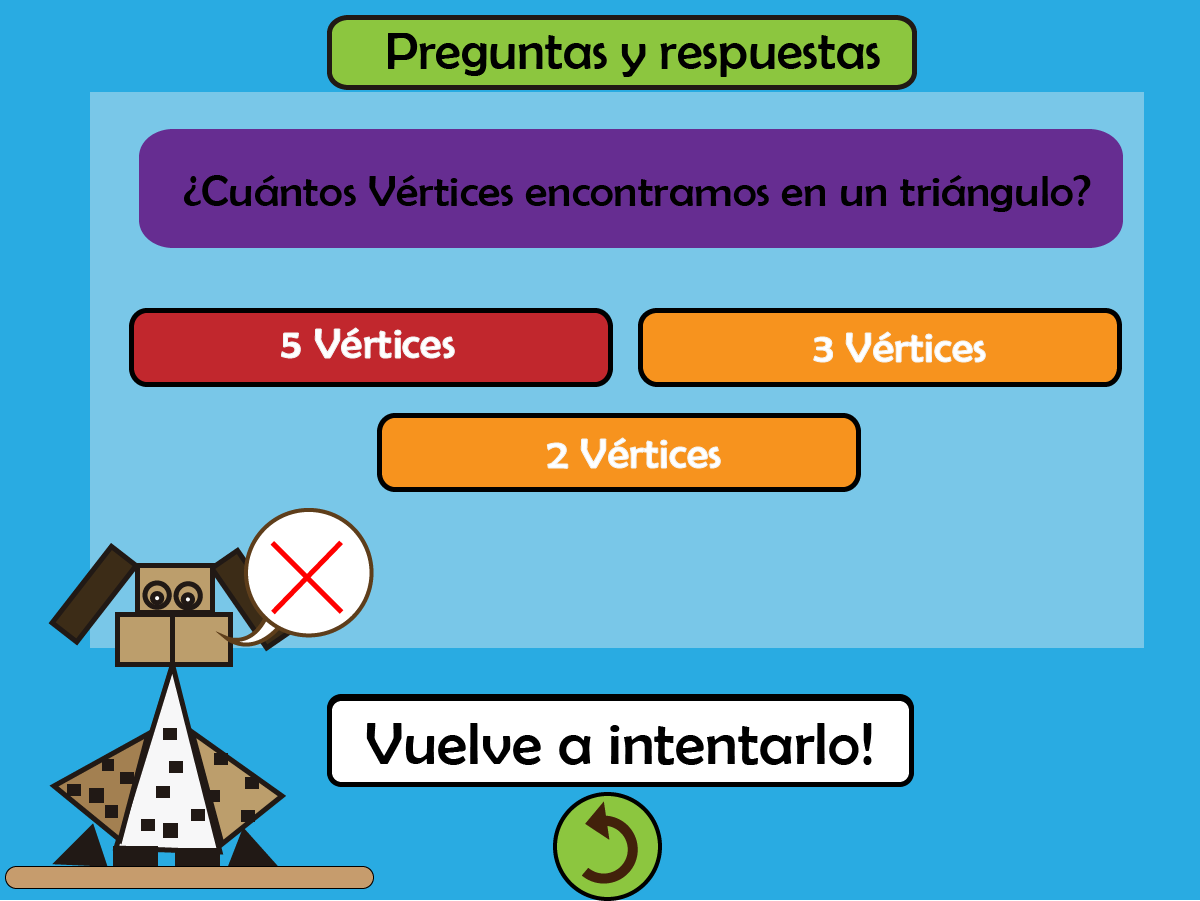 Preguntas y respuestas
¿Cuántos Vértices encontramos en un triángulo?
5 Vértices
3 Vértices
2 Vértices
Vuelve a intentarlo!